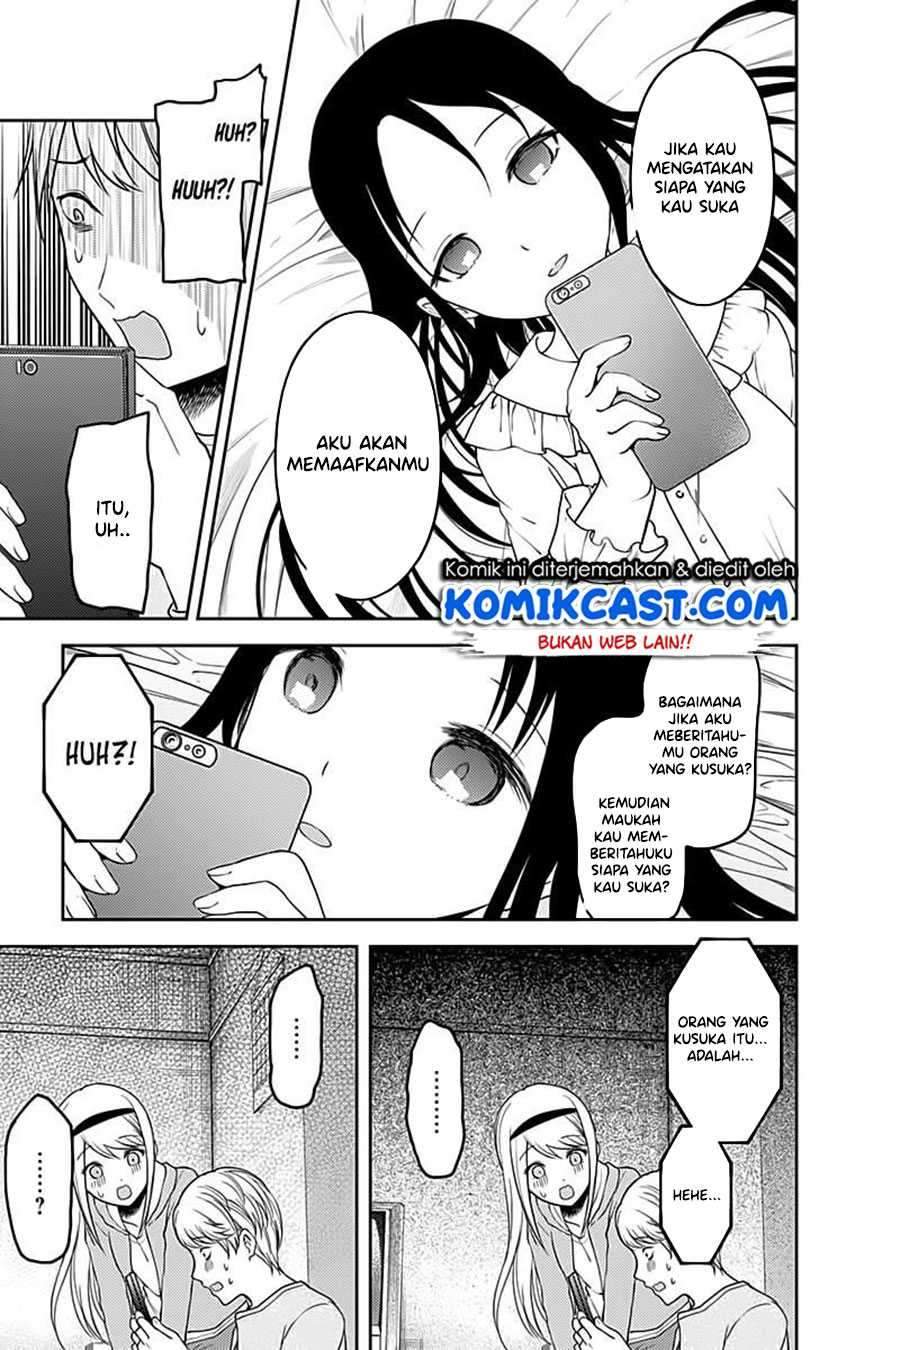 JIKA KAU
MENGATAKAN
SIAPA YANG
KAU SUKA
AKU AKAN
MEMAAFKANMU
HUH?
HUUH?!
ITU,
UH..
Komik ini diterjemahkan & diedit oleh
KOMIKCAST.COM
BUKAN WEB LAIN!!
BAGAIMANA
JIKA AKU
MEBERITAHU-
MU ORANG
YANG KUSUKA?
KEMUDIAN
MAUKAH
KAU MEM-
BERITAHUKU
SIAPA YANG
KAU SUKA?
HUH?!
ORANG YANG
KUSUKA ITU...
ADALAH...
HEHE...
........
........
...?